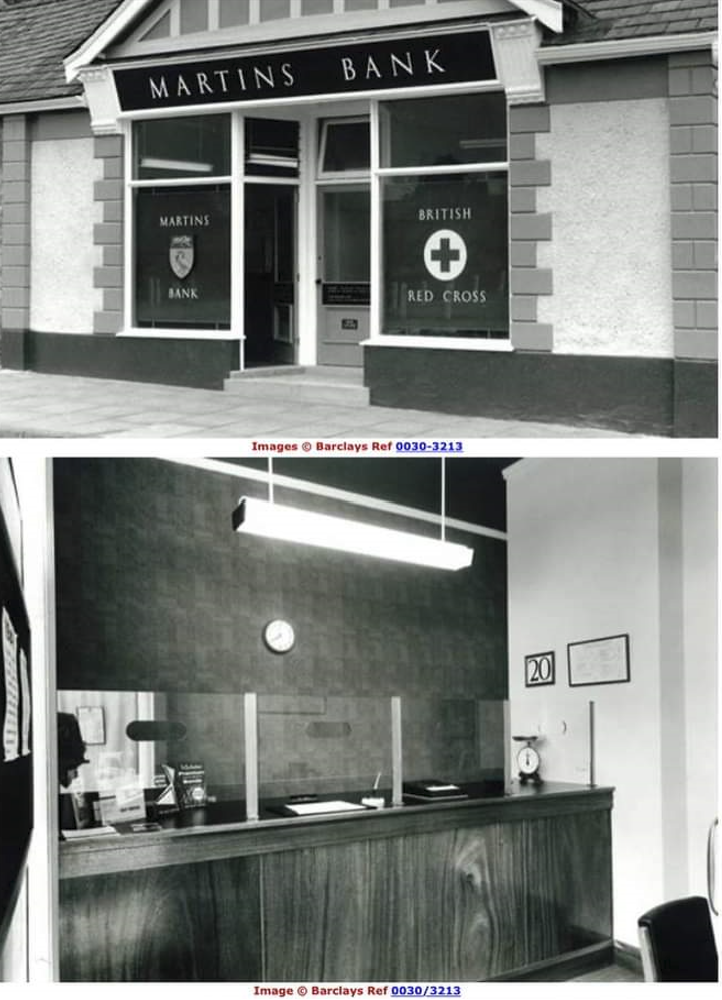 MARTINS BANK
MARTINS
BANK
BRITISH
RED CROSS
Images © Barclays Ref 0030-3213
20
Image © Barclays Ref 0030/3213